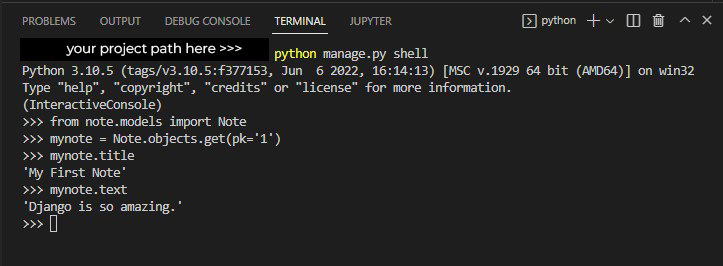 PROBLEMS OUTPUT DEBUG CONSOLE TERMINAL JUPYTER python
your project path here >>> python manage.py shell
Python 3.10.5 (tags/v3.10.5:f377153, Jun  6 2022, 16:14:13) [MSC v.1929 64 bit (AMD64)] on win32
Type "help", "copyright", "credits" or "license" for more information.
(InteractiveConsole)
>>> from note.models import Note
>>> mynote = Note.objects.get(pk='1')
>>> mynote.title
'My First Note'
>>> mynote.text
'Django is so amazing.'
>>>